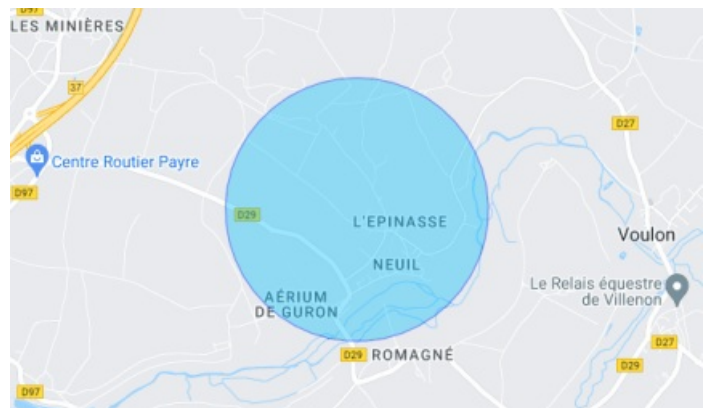 D97
LES MINIÈRES
37
D27
Centre Routier Payre
D97
D29
L'EPINASSE
Voulon
NEUIL
Le Relais équestre
de Villenon
AÉRIUM
DE GURON
D27
D29 ROMAGNÉ
D29
D97